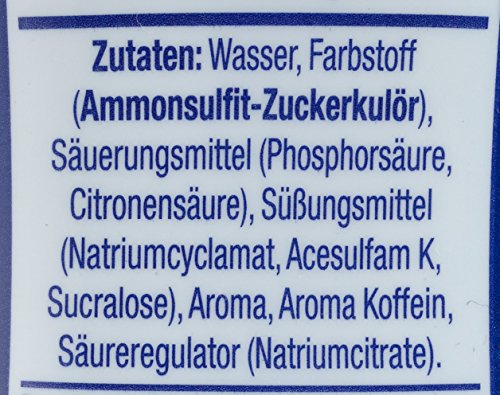 Zutaten: Wasser, Farbstoff
(Ammonsulfit-Zuckerkulör),
Säuerungsmittel (Phosphorsäure,
Citronensäure), Süßungsmittel
(Natriumcyclamat, Acesulfam K,
Sucralose), Aroma, Aroma Koffein,
Säureregulator (Natriumcitrate).